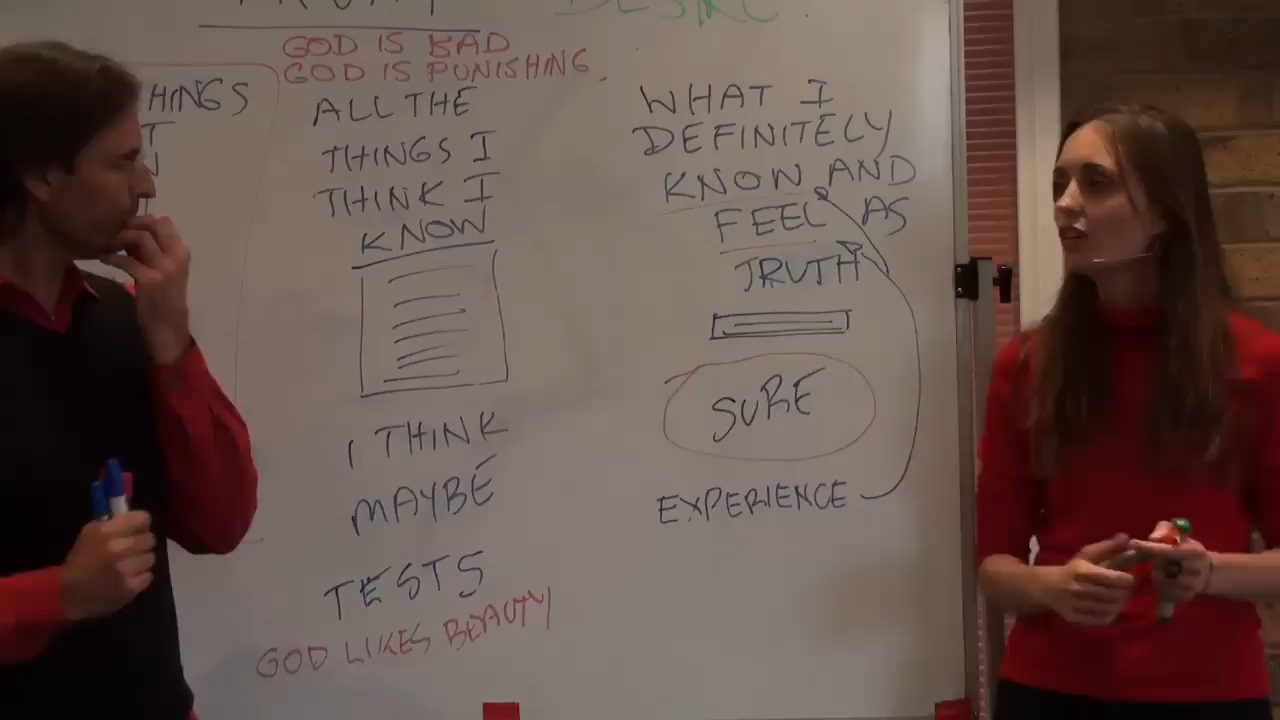 DESIRE
GOD IS BAD
GOD IS PUNISHING
HINGS
T
N
ALL THE
THINGS I
THINK I
KNOW
I THINK
MAYBE
TESTS
GOD LIKES BEAUTY
WHAT I
DEFINITELY
KNOW AND
FEEL AS
TRUTH
SURE
EXPERIENCE